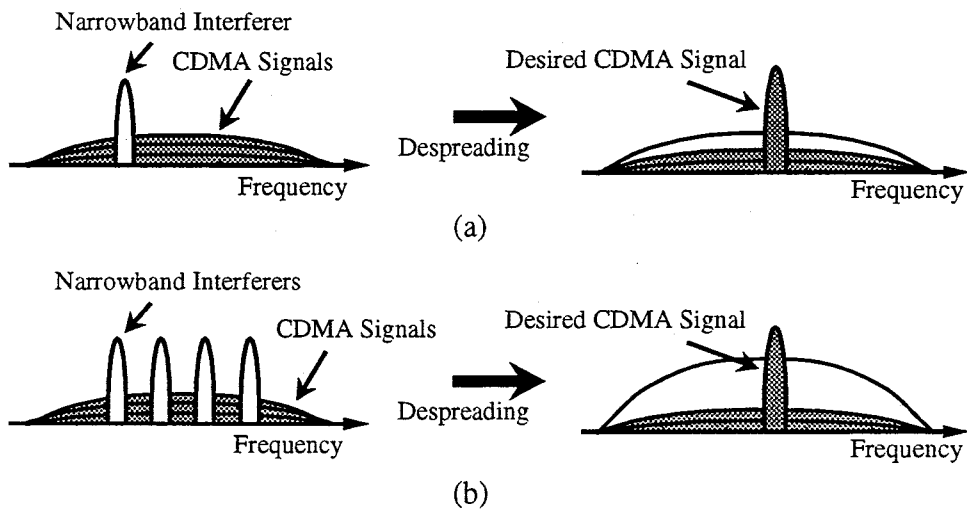 Narrowband Interferer
CDMA Signals
Desired CDMA Signal
Despreading
Frequency
Frequency
(a)
Narrowband Interferers
CDMA Signals
Desired CDMA Signal
Despreading
Frequency
Frequency
(b)